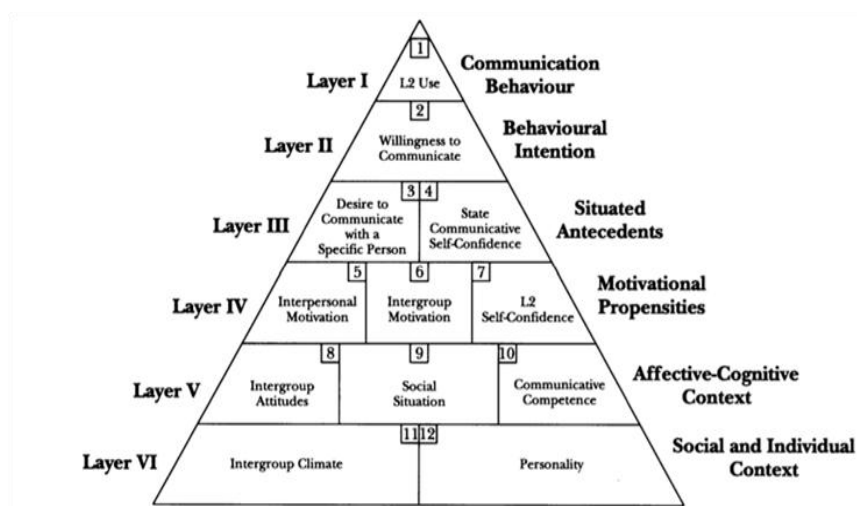 1
Layer I
L2 Use
Communication
Behaviour
2
Layer II
Willingness to
Communicate
Behavioural
Intention
3 4
Layer III
Desire to
Communicate
with a
Specific Person
State
Communicative
Self-Confidence
Situated
Antecedents
5 6 7
Layer IV
Interpersonal
Motivation
Intergroup
Motivation
L2
Self-Confidence
Motivational
Propensities
8 9 10
Layer V
Intergroup
Attitudes
Social
Situation
Communicative
Competence
Affective-Cognitive
Context
11 12
Layer VI
Intergroup Climate
Personality
Social and Individual
Context